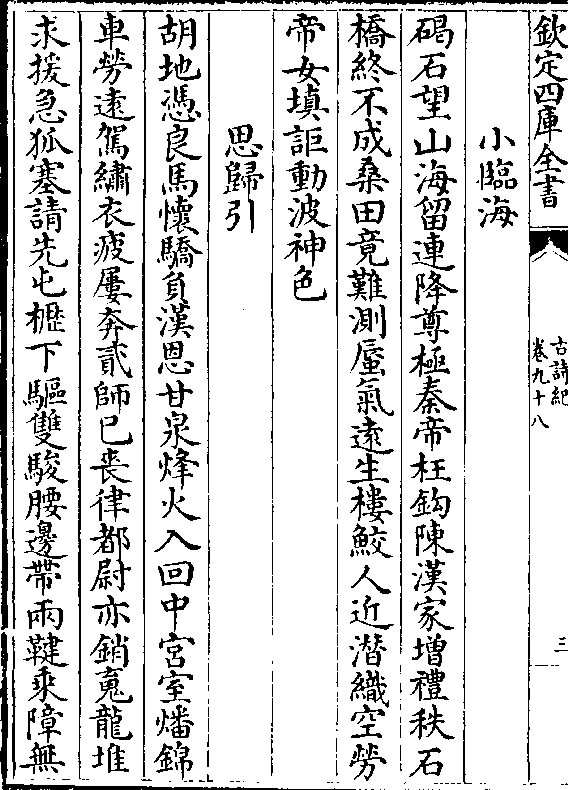 欽定四庫全書
古詩紀
卷九十八
三
小臨海
碣石望山海留連降尊極秦帝枉鉤陳漢家增禮秩石
橋終不成桑田竟難測蜃氣遠生樓鮫人近潛織空勞
帝女填詎動波神色
思歸引
胡地憑良馬懷驕負漢恩甘泉烽火入回中宮室燔錦
車勞遠駕繡衣疲屢奔貳師已喪律都尉亦銷䰟龍堆
求援急狐塞請先屯櫪下驅雙駿腰邊帶兩鞬乘障無